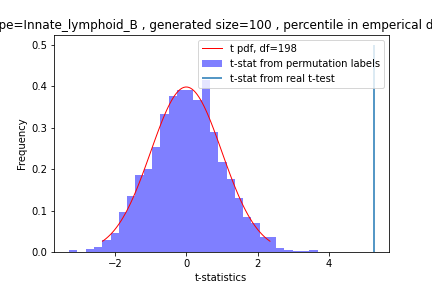 pe=Innate_lymphoid_B , generated size=100 , percentile in emperical d
t pdf, df=198
t-stat from permutation labels
t-stat from real t-test
Frequency
0.5
0.4
0.3
0.2
0.1
0.0
−2
0
2
4
t-statistics